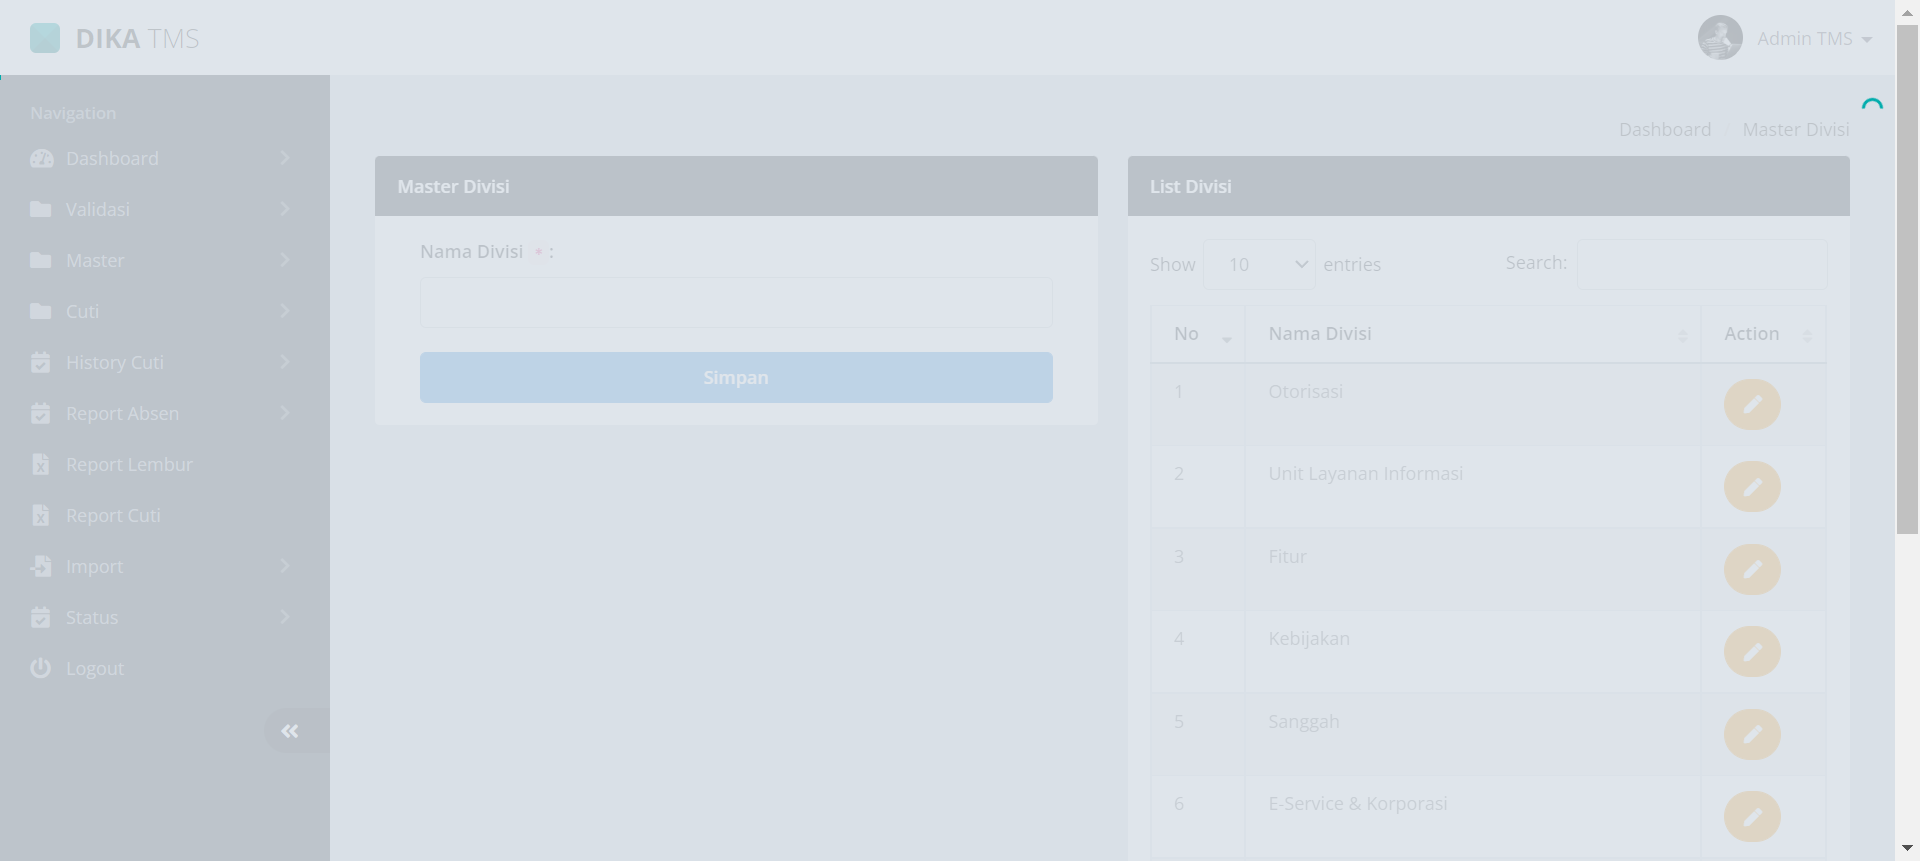 DIKA TMS
Admin TMS
Navigation
Dashboard
Validasi
Master
Cuti
History Cuti
Report Absen
Report Lembur
Report Cuti
Import
Status
Logout
Dashboard / Master Divisi
Master Divisi
Nama Divisi * :
Simpan
List Divisi
Show 10 entries
Search:
No Nama Divisi Action
1 Otorisasi
2 Unit Layanan Informasi
3 Fitur
4 Kebijakan
5 Sanggah
6 E-Service & Korporasi